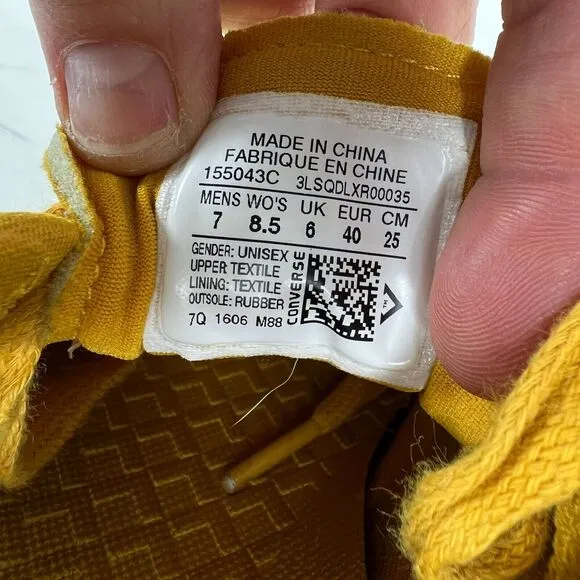 MADE IN CHINA
FABRIQUE EN CHINE
155043C 3LSQDLXR00035
MENS WO'S UK EUR CM
7 8.5 6 40 25
GENDER: UNISEX
UPPER: TEXTILE
LINING: TEXTILE
OUTSOLE: RUBBER
7Q 1606 M88
CONVERSE